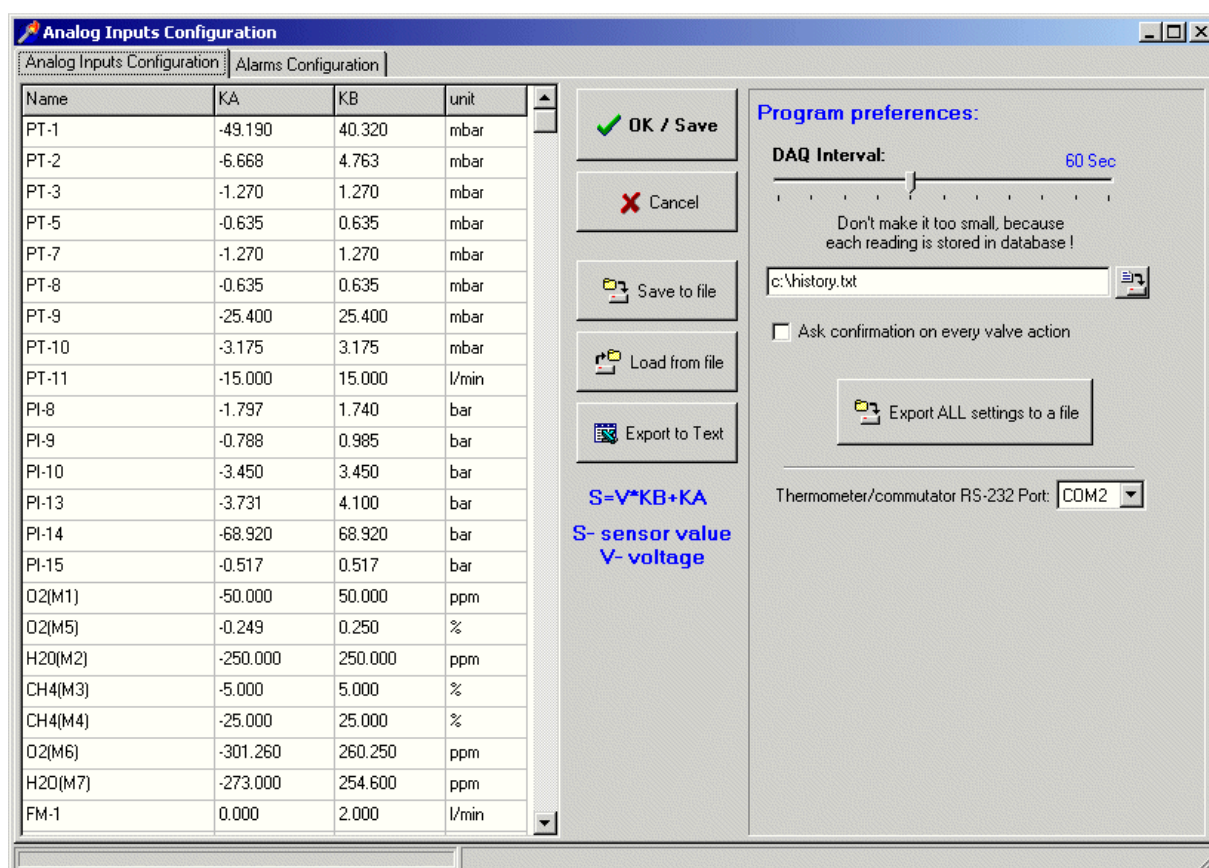 Analog Inputs Configuration
Analog Inputs Configuration Alarms Configuration
Name KA KB unit
PT-1 -49.190 40.320 mbar
PT-2 -6.668 4.763 mbar
PT-3 -1.270 1.270 mbar
PT-5 -0.635 0.635 mbar
PT-7 -1.270 1.270 mbar
PT-8 -0.635 0.635 mbar
PT-9 -25.400 25.400 mbar
PT-10 -3.175 3.175 mbar
PT-11 -15.000 15.000 l/min
PI-8 -1.797 1.740 bar
PI-9 -0.788 0.985 bar
PI-10 -3.450 3.450 bar
PI-13 -3.731 4.100 bar
PI-14 -68.920 68.920 bar
PI-15 -0.517 0.517 bar
O2(M1) -50.000 50.000 ppm
O2(M5) -0.249 0.250 %
H2O(M2) -250.000 250.000 ppm
CH4(M3) -5.000 5.000 %
CH4(M4) -25.000 25.000 %
O2(M6) -301.260 260.250 ppm
H2O(M7) -273.000 254.600 ppm
FM-1 0.000 2.000 l/min
OK / Save
Cancel
Save to file
Load from file
Export to Text
S=V*KB+KA
S- sensor value
V- voltage
Program preferences:
DAQ Interval: 60 Sec
Don't make it too small, because
each reading is stored in database !
c:\history.txt
Ask confirmation on every valve action
Export ALL settings to a file
Thermometer/commutator RS-232 Port: COM2